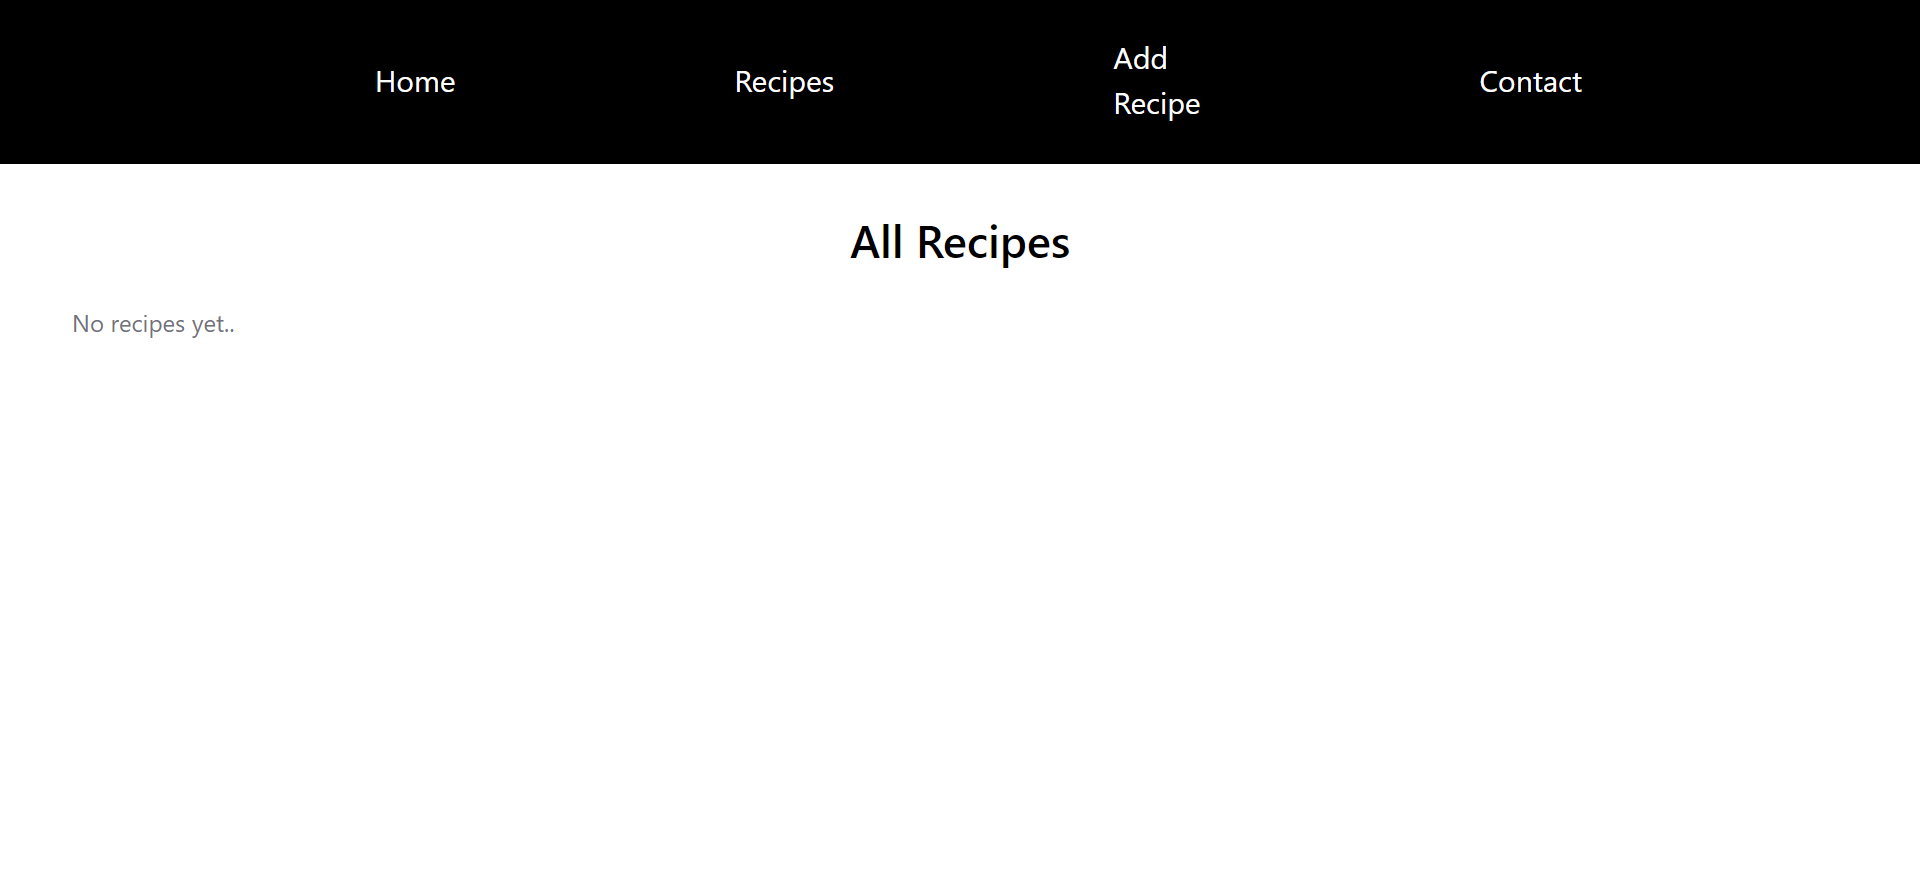 Home
Recipes
Add
Recipe
Contact
All Recipes
No recipes yet..